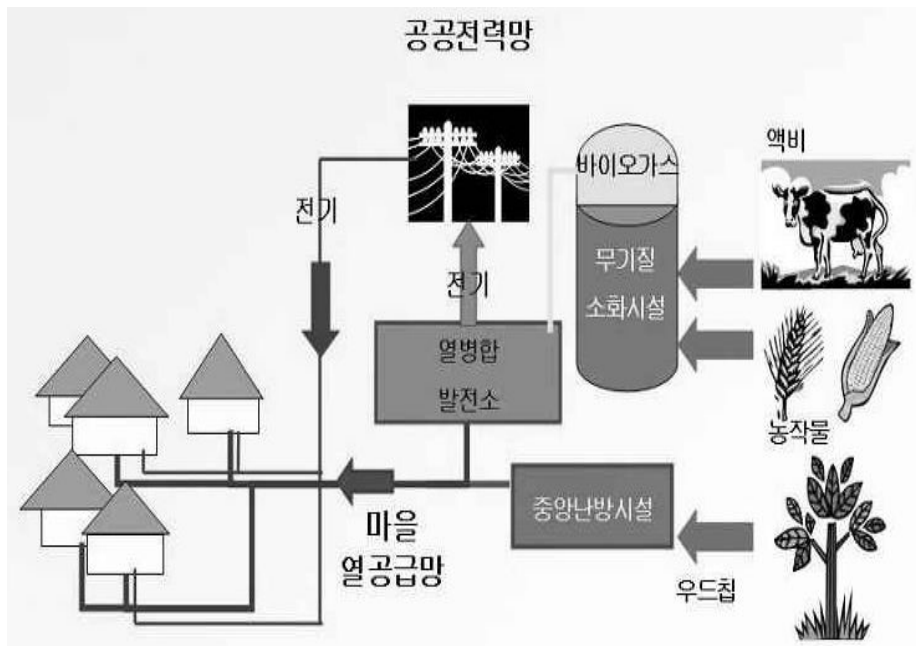 공공전력망
액비
바이오가스
전기
무기질
소화시설
전기
열병합
발전소
농작물
중앙난방시설
마을
열공급망
우드칩